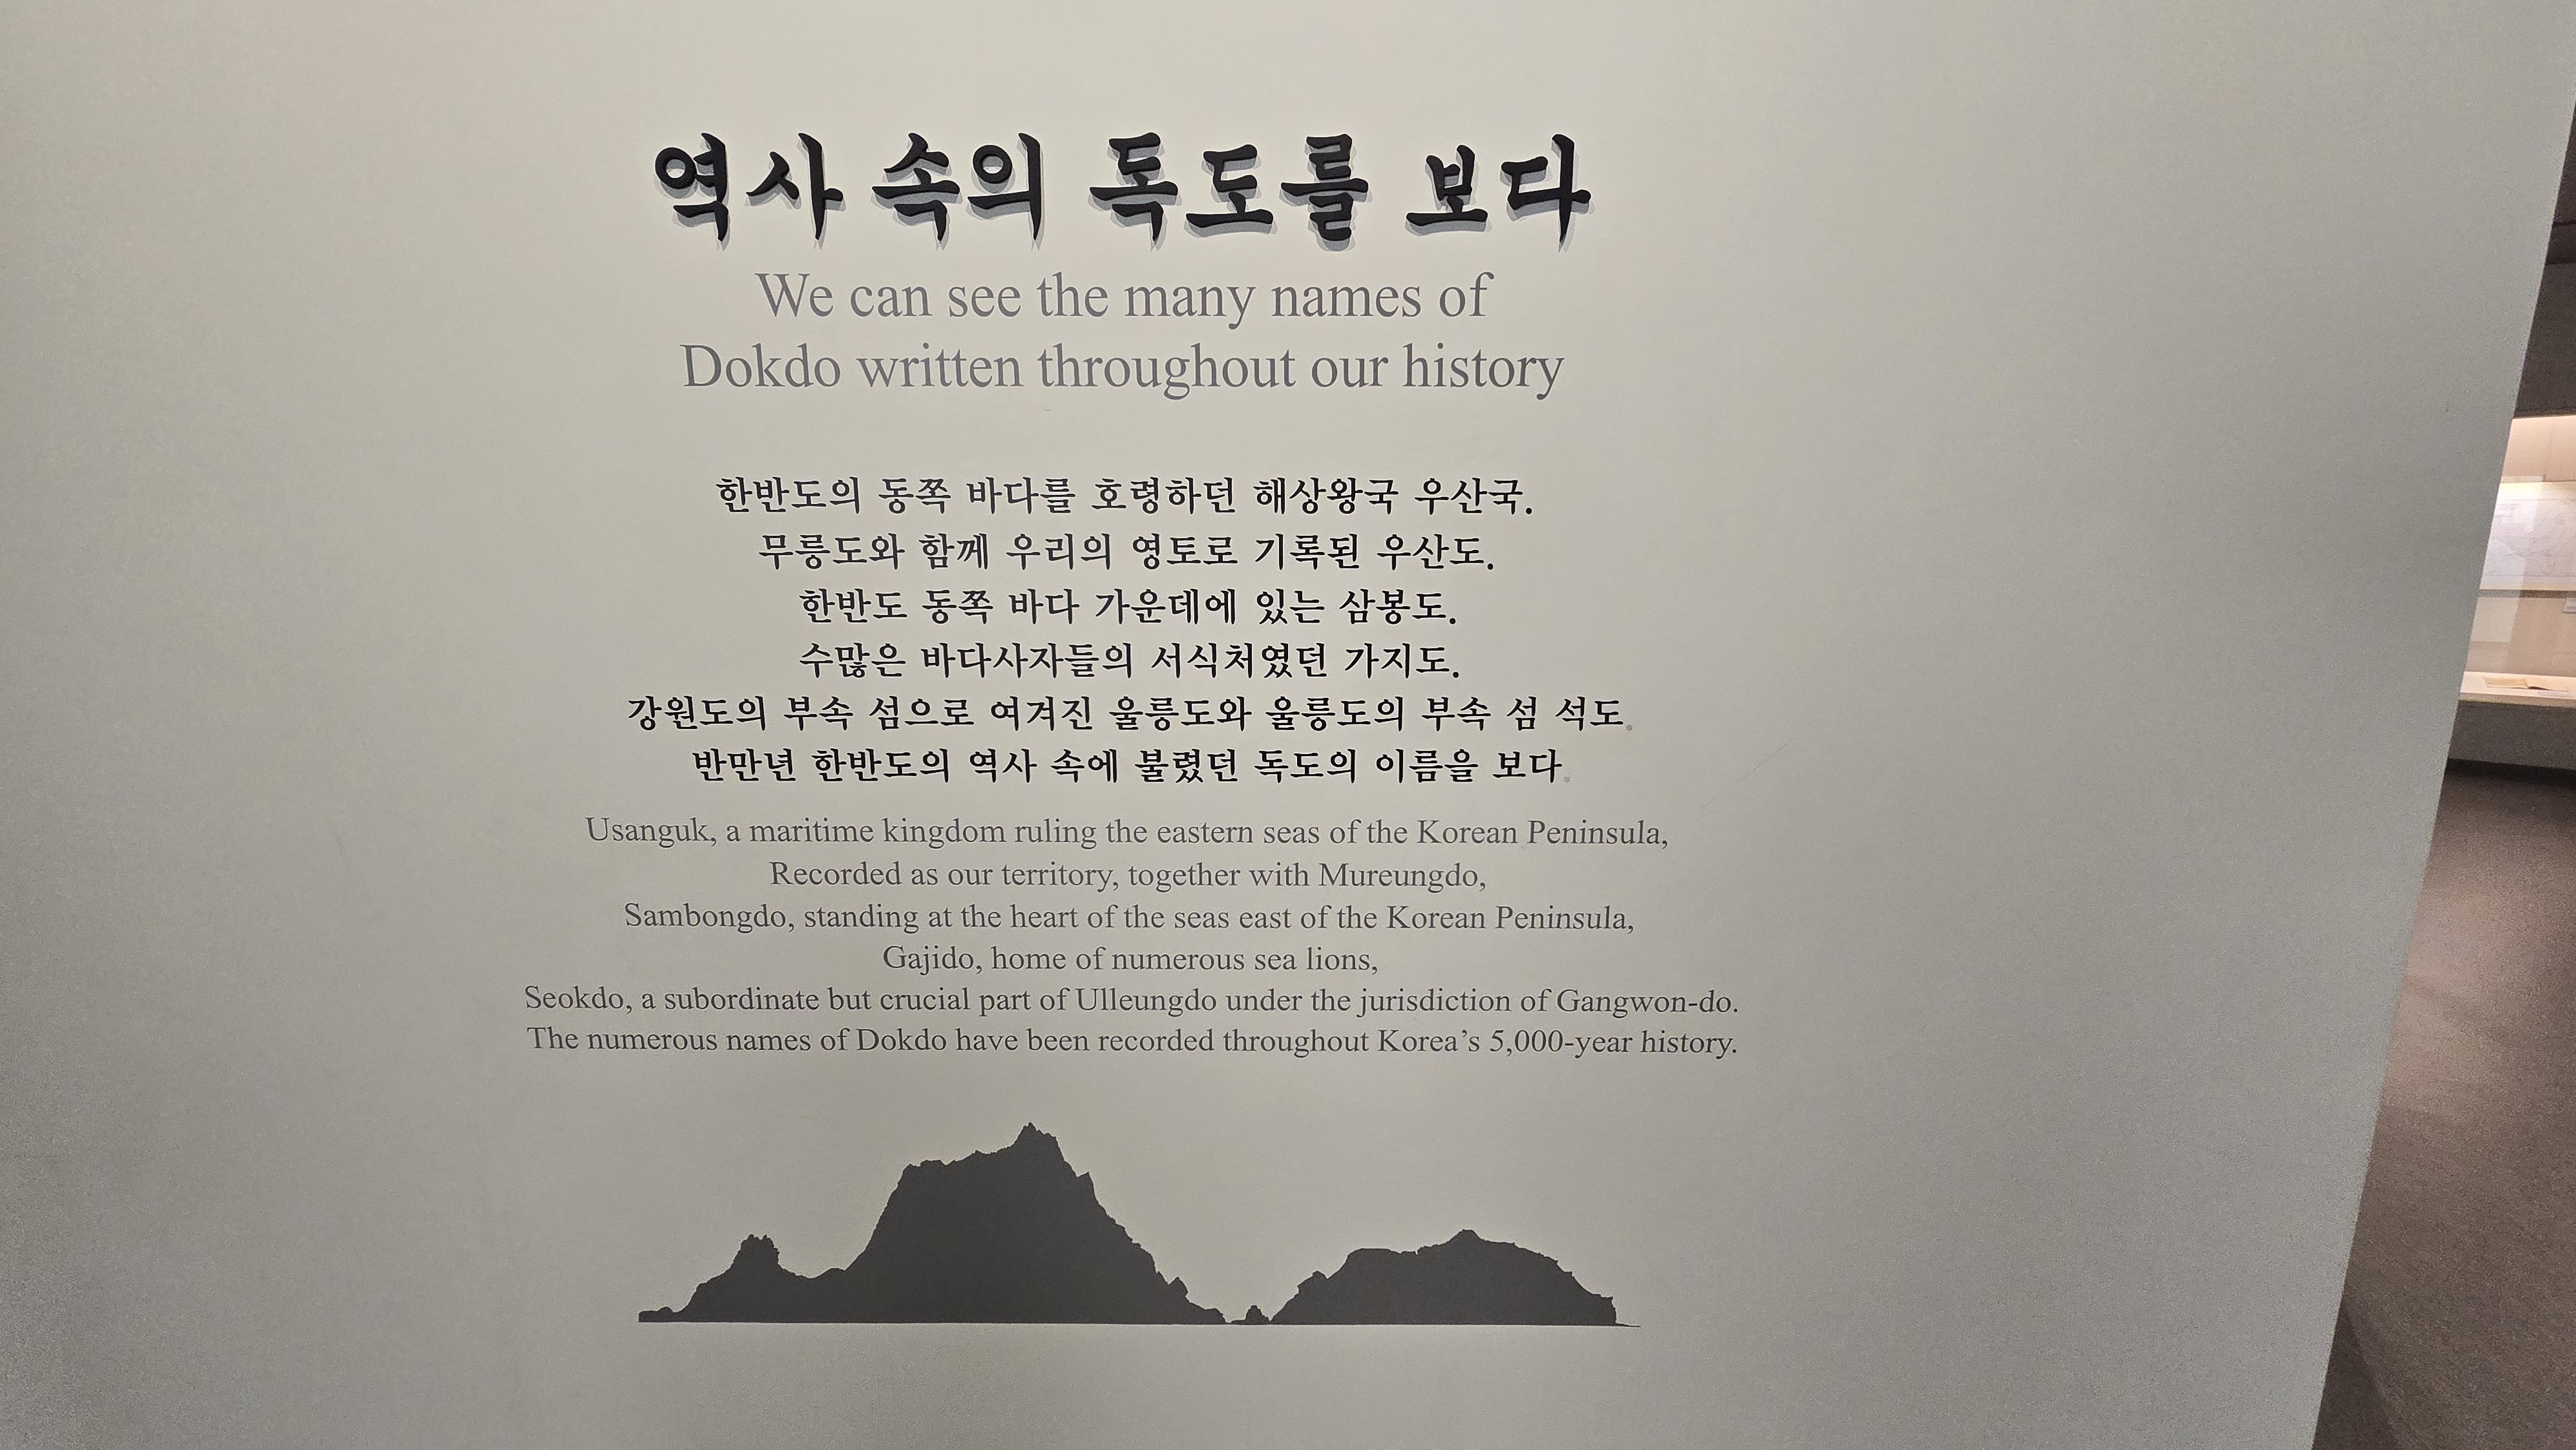 역사 속의 독도를 보다
We can see the many names of
Dokdo written throughout our history
한반도의 동쪽 바다를 호령하던 해상왕국 우산국.
무릉도와 함께 우리의 영토로 기록된 우산도.
한반도 동쪽 바다 가운데에 있는 삼봉도.
수많은 바다사자들의 서식처였던 가지도.
강원도의 부속 섬으로 여겨진 울릉도와 울릉도의 부속 섬 석도.
반만년 한반도의 역사 속에 불렸던 독도의 이름을 보다.
Usanguk, a maritime kingdom ruling the eastern seas of the Korean Peninsula,
Recorded as our territory, together with Mureungdo,
Sambongdo, standing at the heart of the seas east of the Korean Peninsula,
Gajido, home of numerous sea lions,
Seokdo, a subordinate but crucial part of Ulleungdo under the jurisdiction of Gangwon-do.
The numerous names of Dokdo have been recorded throughout Korea’s 5,000-year history.